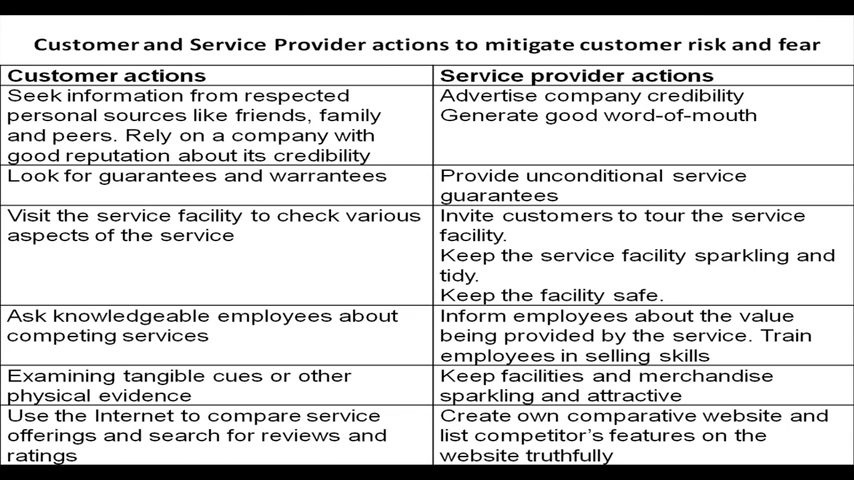 Customer and Service Provider actions to mitigate customer risk and fear
Customer actions
Service provider actions
Seek information from respected
personal sources like friends, family
and peers. Rely on a company with
good reputation about its credibility
Advertise company credibility
Generate good word-of-mouth
Look for guarantees and warrantees
Provide unconditional service
guarantees
Visit the service facility to check various
aspects of the service
Invite customers to tour the service
facility.
Keep the service facility sparkling and
tidy.
Keep the facility safe.
Ask knowledgeable employees about
competing services
Inform employees about the value
being provided by the service. Train
employees in selling skills
Examining tangible cues or other
physical evidence
Keep facilities and merchandise
sparkling and attractive
Use the Internet to compare service
offerings and search for reviews and
ratings
Create own comparative website and
list competitor's features on the
website truthfully